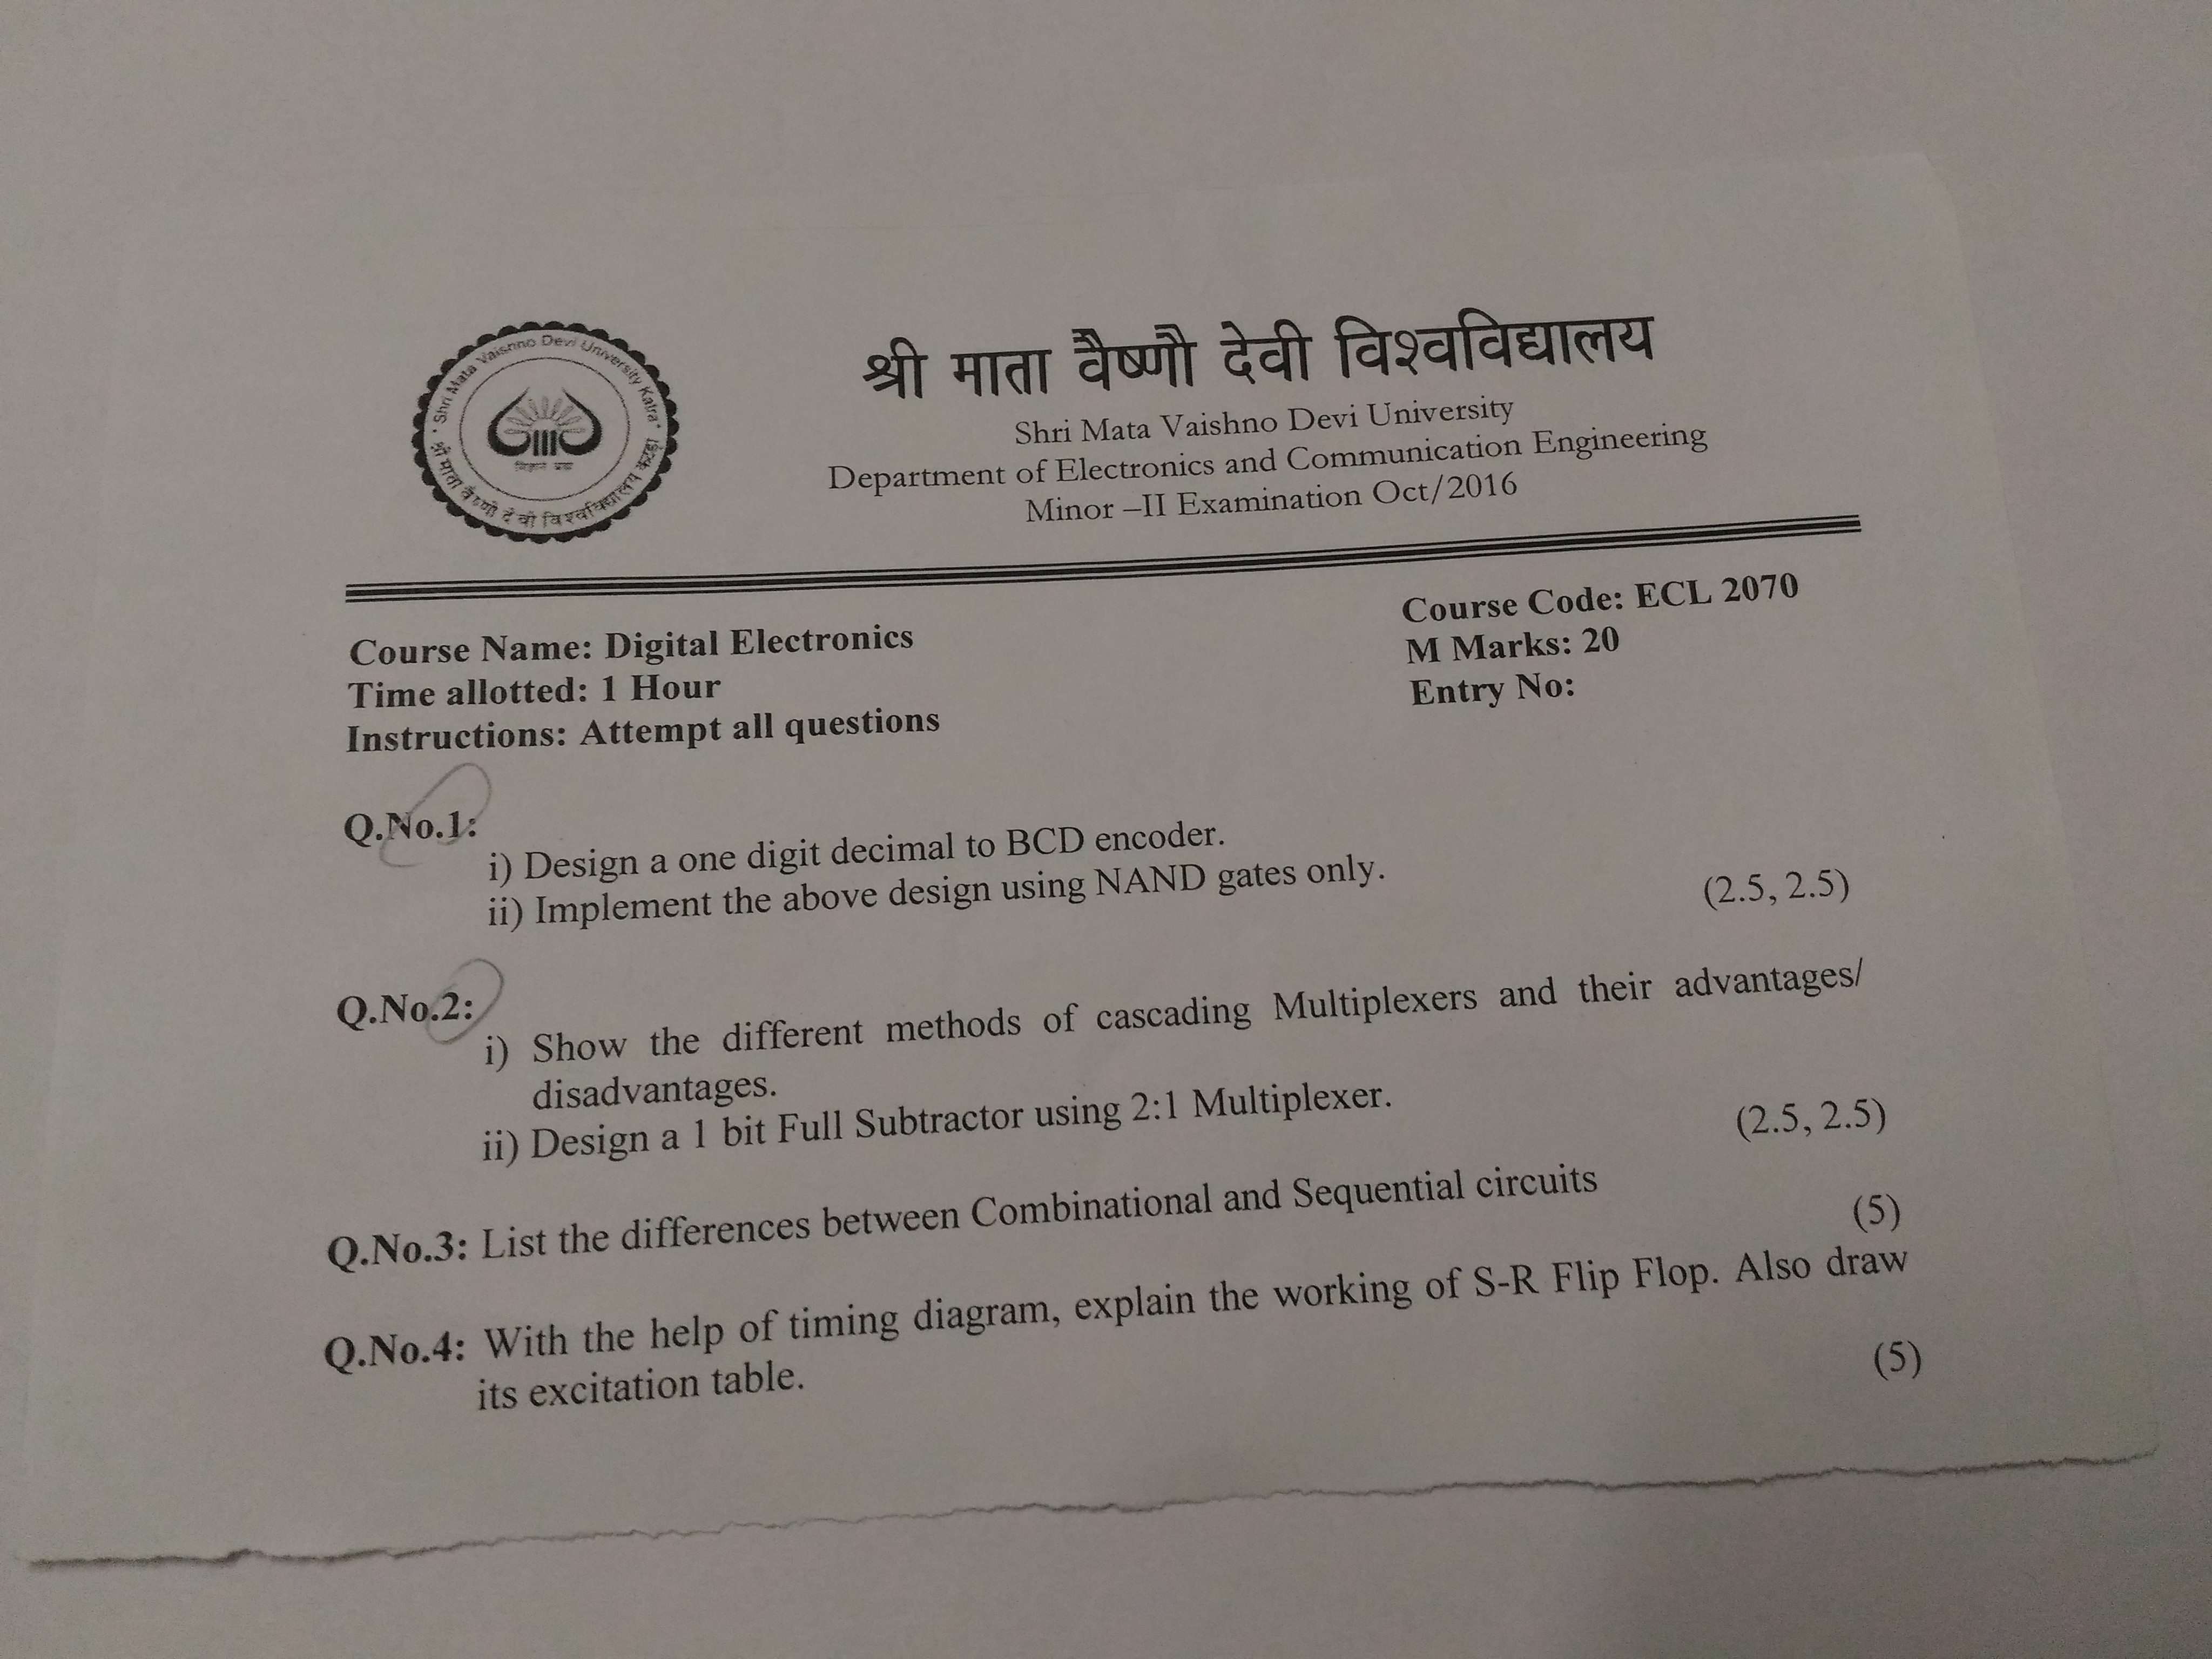 Shri Mata Vaishno Devi University Katra
श्री माता वैष्णौ देवी विश्वविद्यालय कटड़ा
श्री माता वैष्णौ देवी विश्वविद्यालय
Shri Mata Vaishno Devi University
Department of Electronics and Communication Engineering
Minor –II Examination Oct/2016
Course Name: Digital Electronics
Course Code: ECL 2070
Time allotted: 1 Hour
M Marks: 20
Instructions: Attempt all questions
Entry No:
Q.No.1:
i) Design a one digit decimal to BCD encoder.
ii) Implement the above design using NAND gates only.
(2.5, 2.5)
Q.No.2:
i) Show the different methods of cascading Multiplexers and their advantages/
disadvantages.
ii) Design a 1 bit Full Subtractor using 2:1 Multiplexer.
(2.5, 2.5)
Q.No.3: List the differences between Combinational and Sequential circuits
(5)
Q.No.4: With the help of timing diagram, explain the working of S-R Flip Flop. Also draw
its excitation table.
(5)